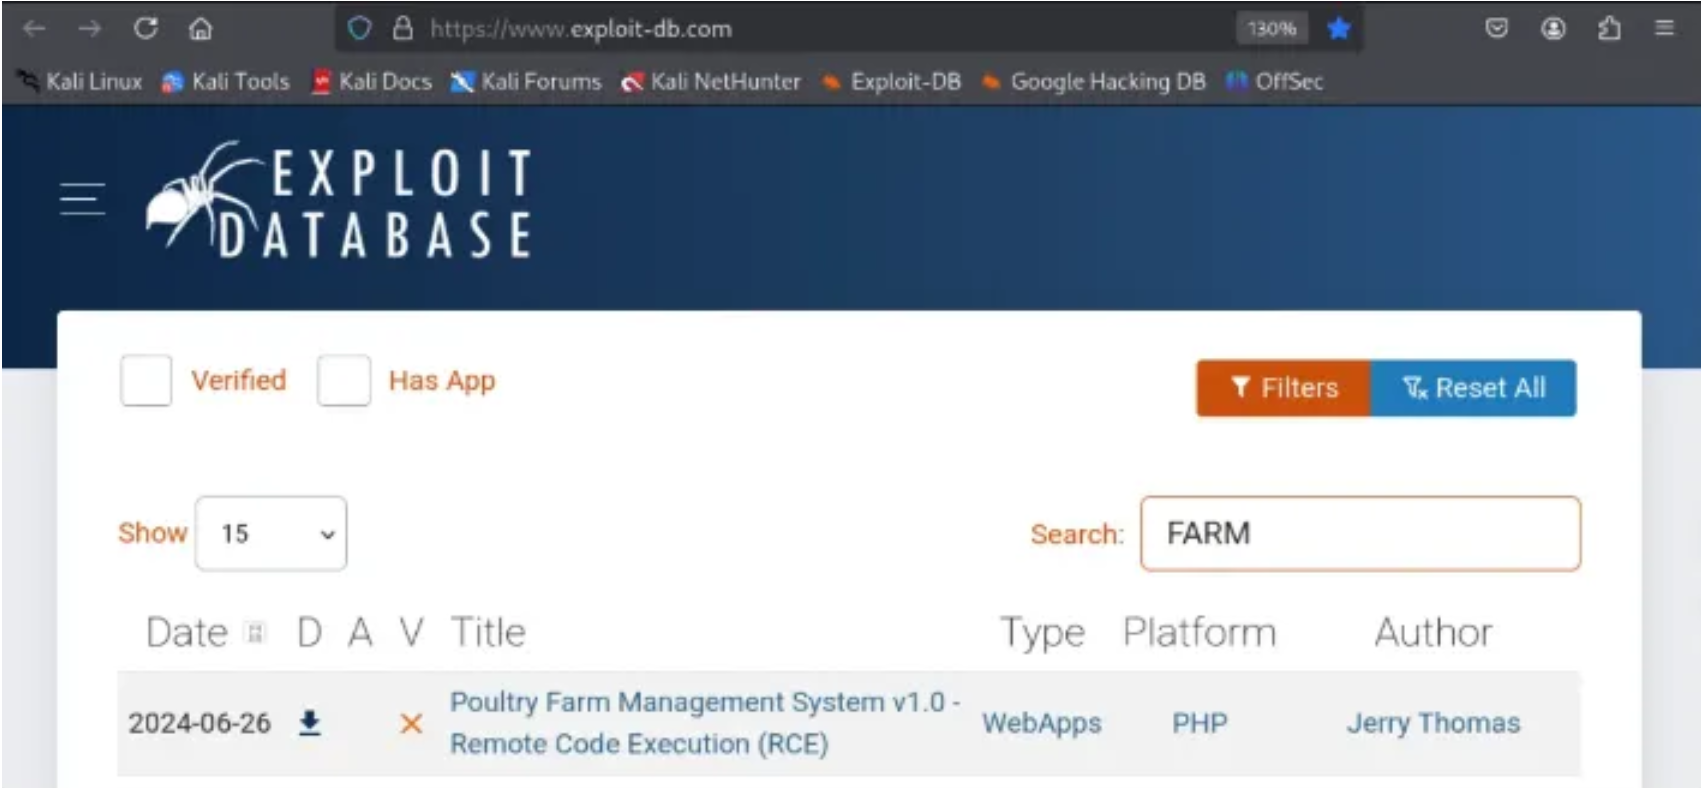 https://www.exploit-db.com 130%
Kali Linux Kali Tools Kali Docs Kali Forums Kali NetHunter Exploit-DB Google Hacking DB OffSec
EXPLOIT
DATABASE
Verified Has App Filters Reset All
Show 15 Search: FARM
Date D A V Title Type Platform Author
2024-06-26 Poultry Farm Management System v1.0 - WebApps PHP Jerry Thomas
Remote Code Execution (RCE)